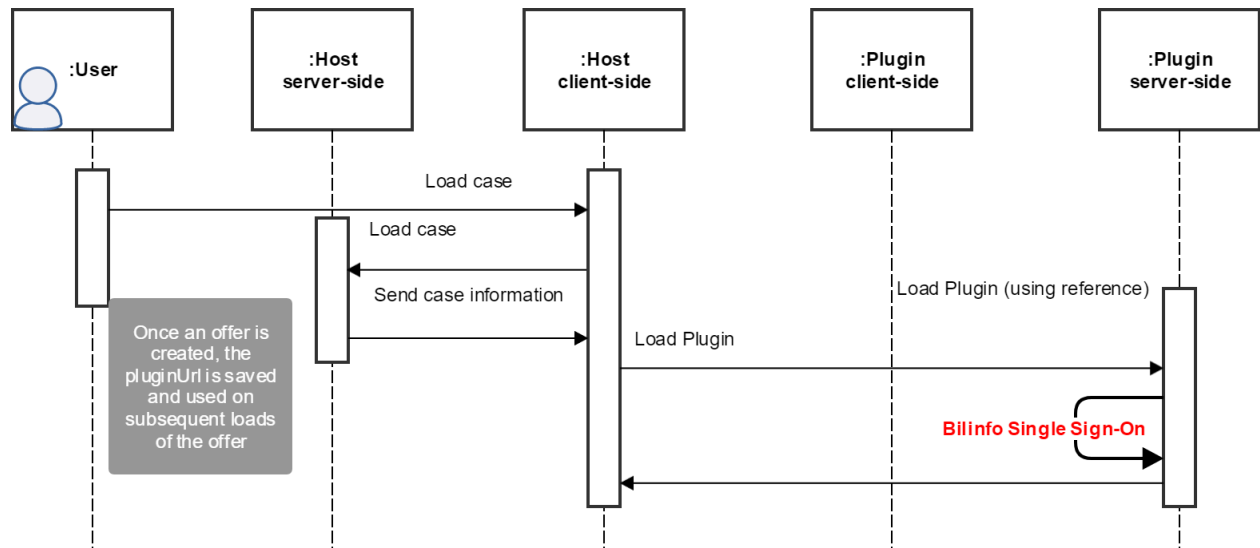 :User
:Host
server-side
:Host
client-side
:Plugin
client-side
:Plugin
server-side
Load case
Load case
Send case information
Load Plugin (using reference)
Load Plugin
Once an offer is
created, the
pluginUrl is saved
and used on
subsequent loads
of the offer
Bilinfo Single Sign-On